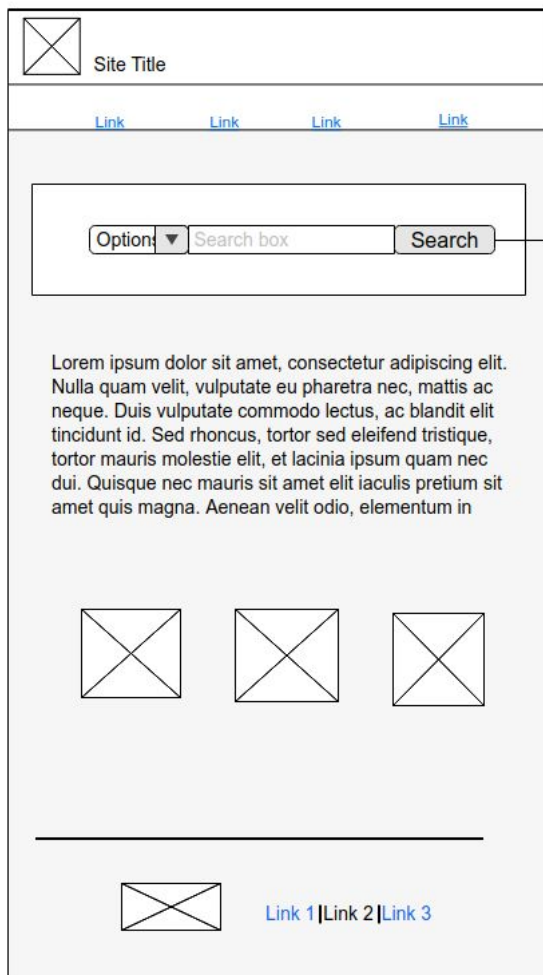 Site Title
Link Link Link Link
Options Search box Search
Lorem ipsum dolor sit amet, consectetur adipiscing elit.
Nulla quam velit, vulputate eu pharetra nec, mattis ac
neque. Duis vulputate commodo lectus, ac blandit elit
tincidunt id. Sed rhoncus, tortor sed eleifend tristique,
tortor mauris molestie elit, et lacinia ipsum quam nec
dui. Quisque nec mauris sit amet elit iaculis pretium sit
amet quis magna. Aenean velit odio, elementum in
Link 1|Link 2|Link 3